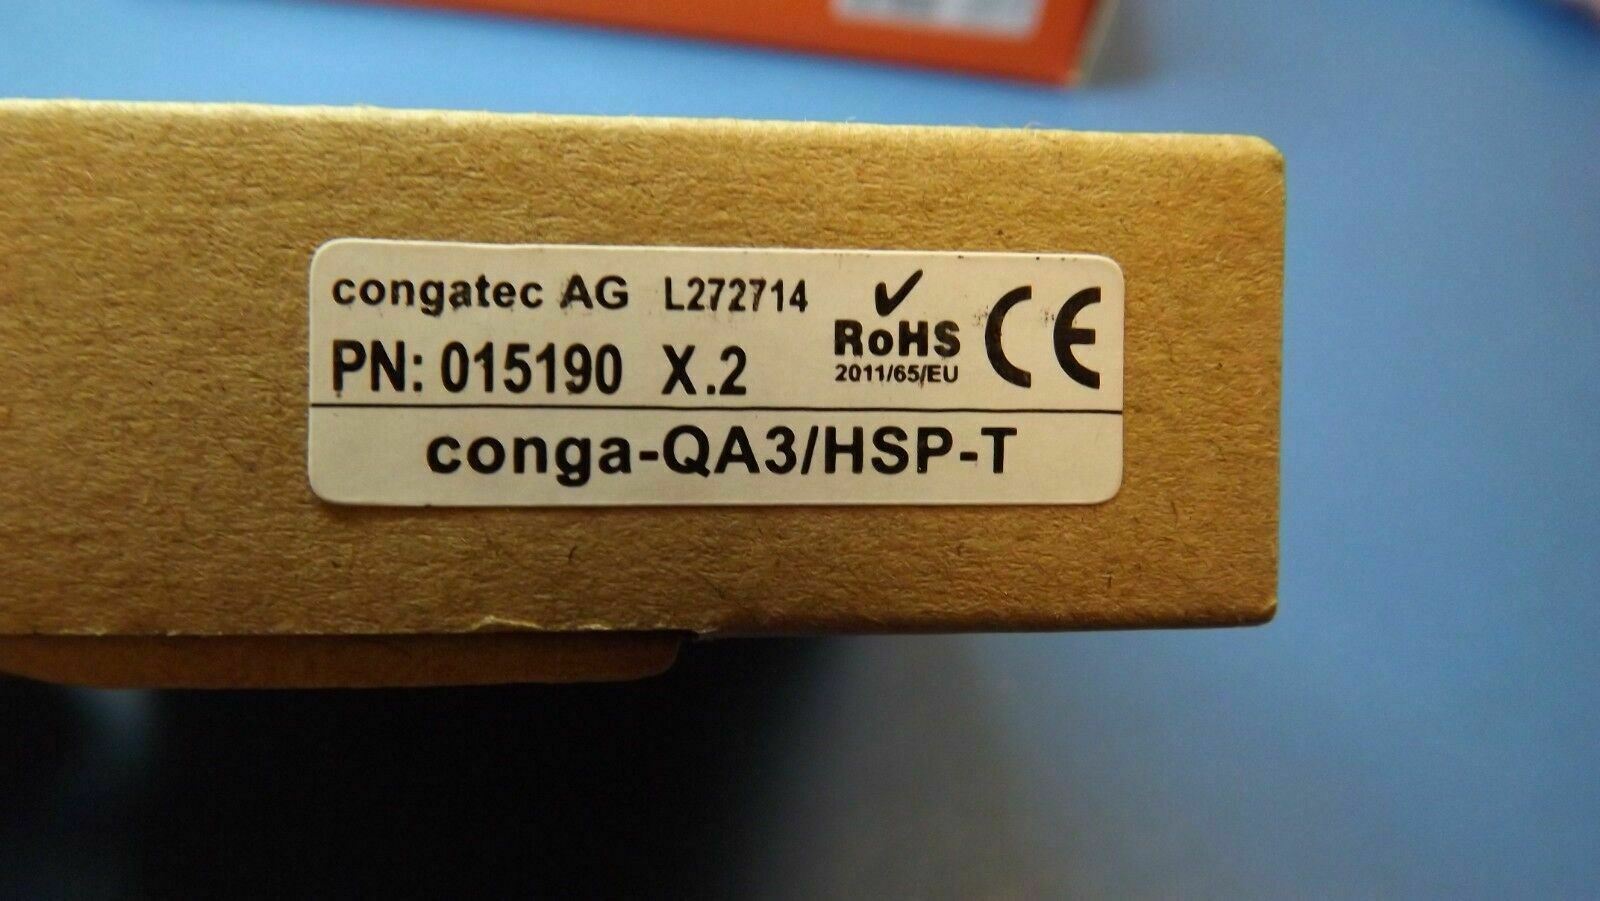 congatec AG L272714
PN: 015190 X.2
✓
RoHS
2011/65/EU
CE
conga-QA3/HSP-T